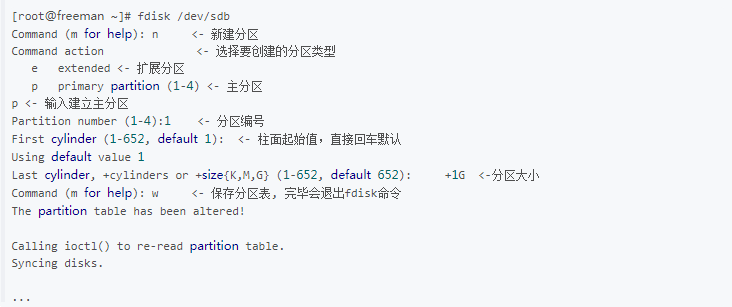 [root@freeman ~]# fdisk /dev/sdb
Command (m for help): n     <- 新建分区
Command action              <- 选择要创建的分区类型
   e   extended <- 扩展分区
   p   primary partition (1-4) <- 主分区
p <- 输入建立主分区
Partition number (1-4):1    <- 分区编号
First cylinder (1-652, default 1):  <- 柱面起始值，直接回车默认
Using default value 1
Last cylinder, +cylinders or +size{K,M,G} (1-652, default 652):     +1G  <-分区大小
Command (m for help): w     <- 保存分区表, 完毕会退出fdisk命令
The partition table has been altered!

Calling ioctl() to re-read partition table.
Syncing disks.

...